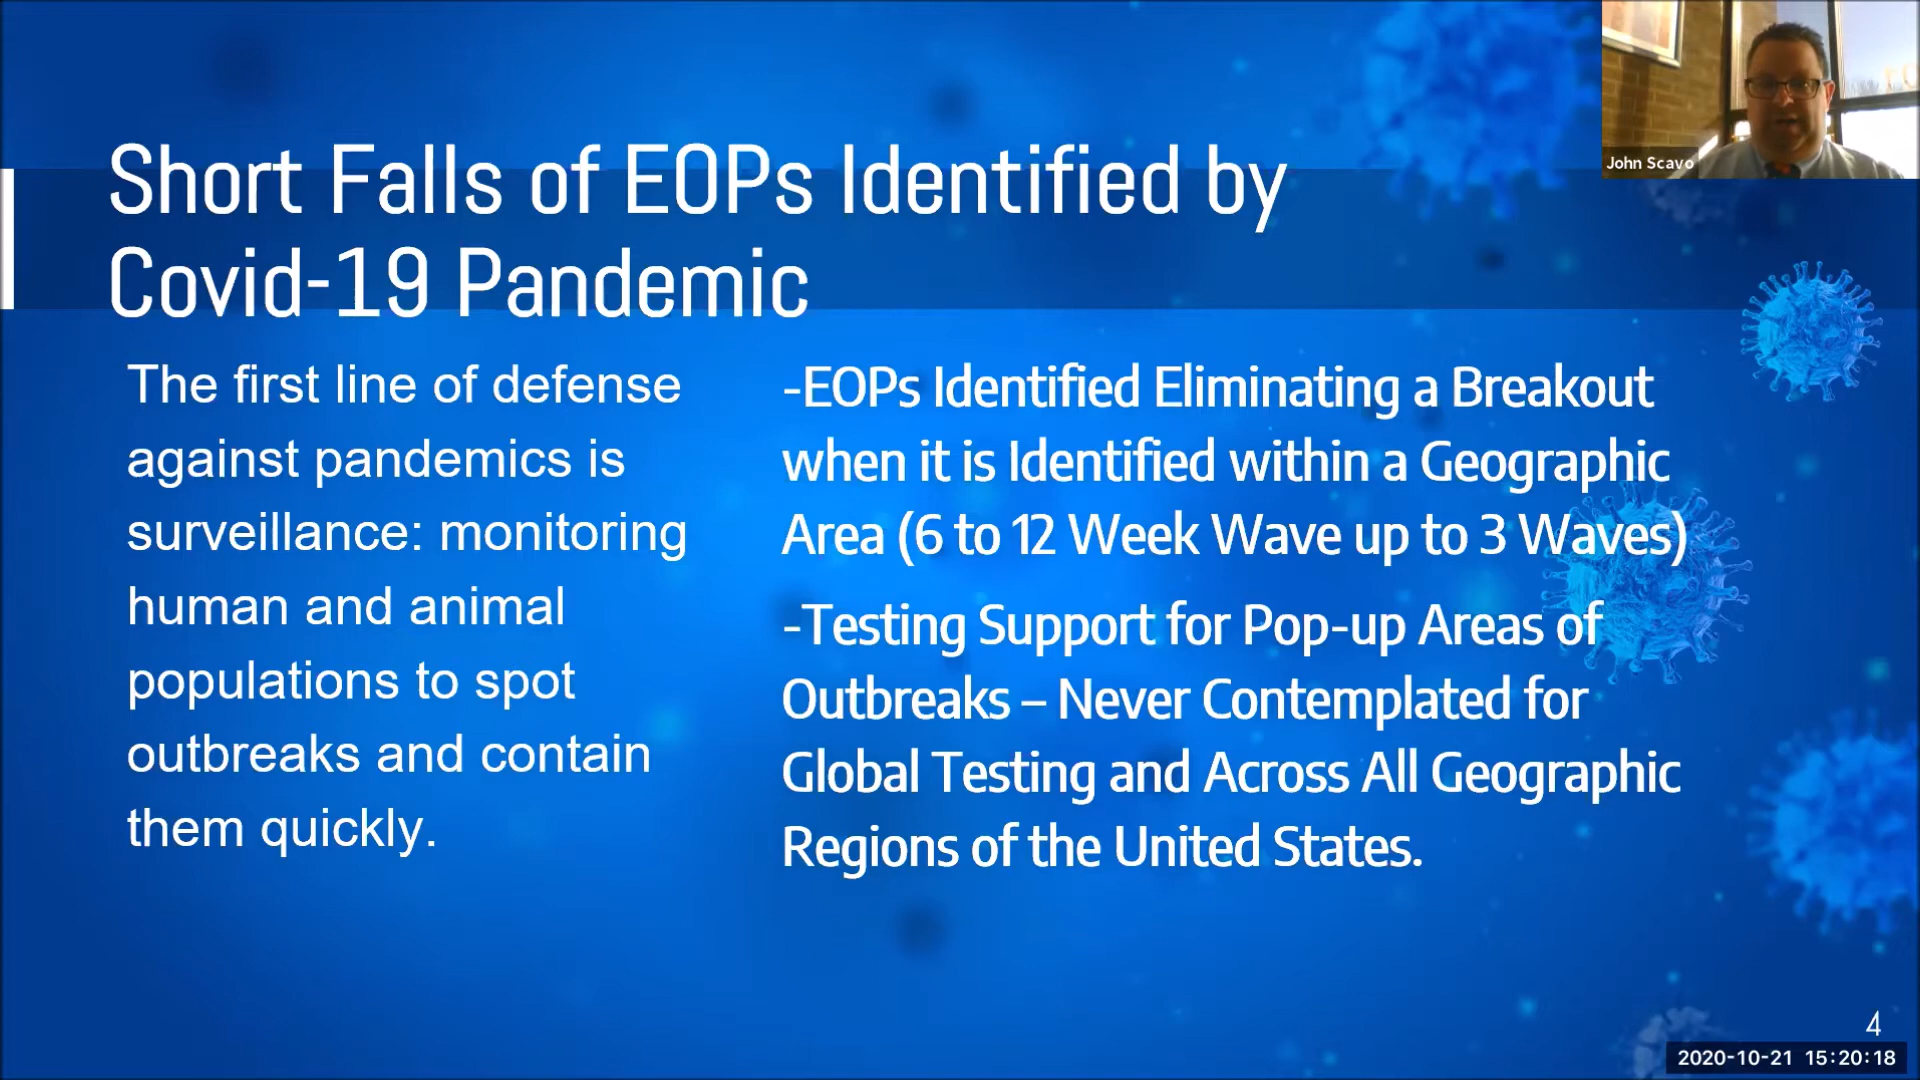 John Scavo
Short Falls of EOPs Identified by
Covid-19 Pandemic
The first line of defense
against pandemics is
surveillance: monitoring
human and animal
populations to spot
outbreaks and contain
them quickly.
-EOPs Identified Eliminating a Breakout
when it is Identified within a Geographic
Area (6 to 12 Week Wave up to 3 Waves)
-Testing Support for Pop-up Areas of
Outbreaks – Never Contemplated for
Global Testing and Across All Geographic
Regions of the United States.
4
2020-10-21 15:20:18